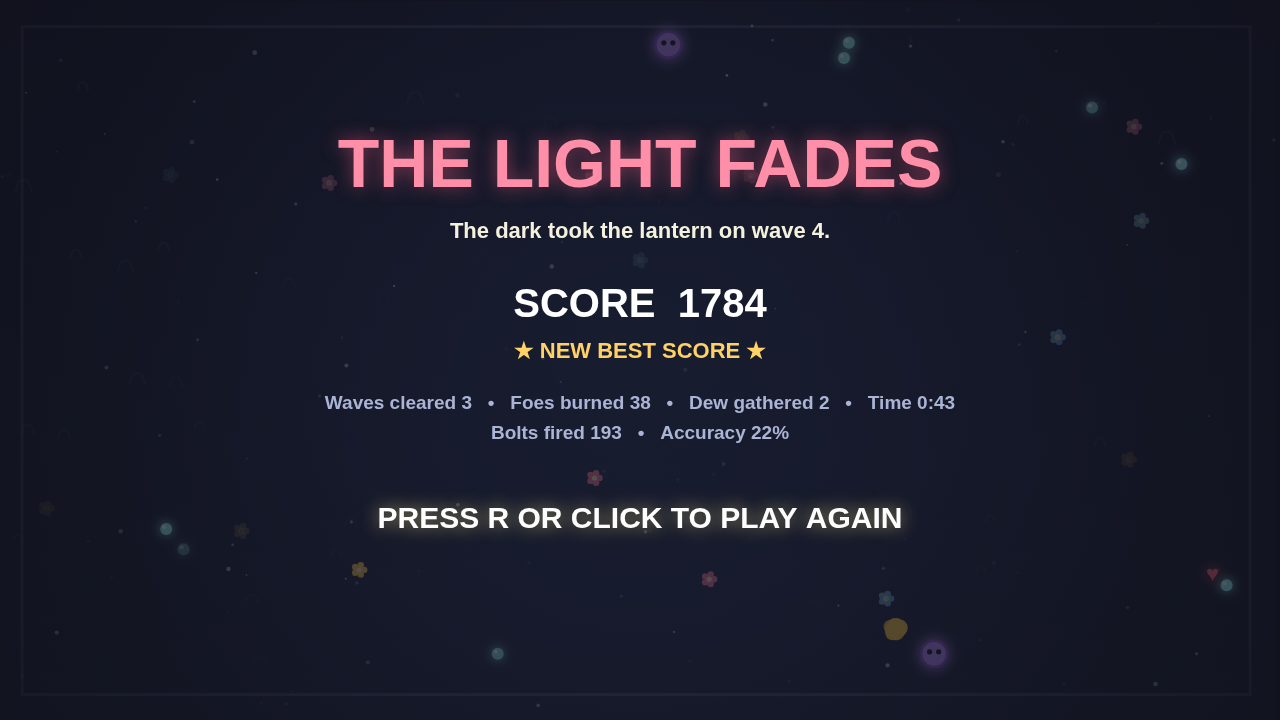 THE LIGHT FADES
The dark took the lantern on wave 4.
SCORE 1784
★ NEW BEST SCORE ★
Waves cleared 3 • Foes burned 38 • Dew gathered 2 • Time 0:43
Bolts fired 193 • Accuracy 22%
PRESS R OR CLICK TO PLAY AGAIN